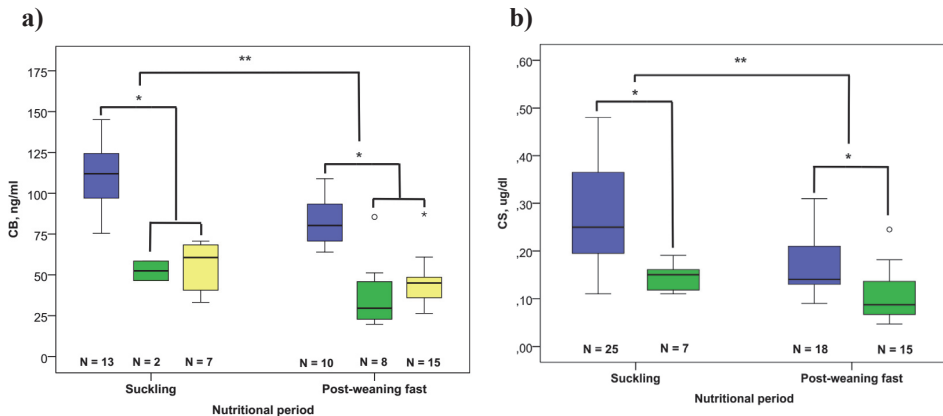 a)
CB, ng/ml
175
150
125
100
75
50
25
0
**
*
*
*
N = 13
N = 2
N = 7
N = 10
N = 8
N = 15
Suckling
Post-weaning fast
Nutritional period
b)
CS, ug/dl
,60
,50
,40
,30
,20
,10
,00
**
*
*
N = 25
N = 7
N = 18
N = 15
Suckling
Post-weaning fast
Nutritional period